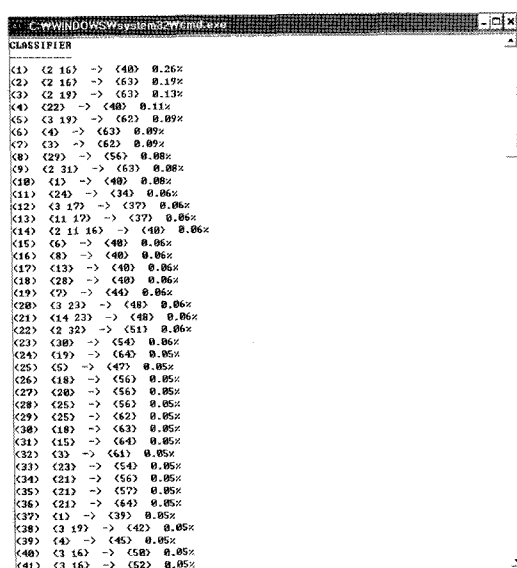 C:\WINDOWS\system32\cmd.exe
CLASSIFIER
----------
(1) {2 16} -> {40} 0.26%
(2) {2 16} -> {63} 0.19%
(3) {2 19} -> {63} 0.13%
(4) {22} -> {40} 0.11%
(5) {3 19} -> {62} 0.09%
(6) {4} -> {63} 0.09%
(7) {3} -> {62} 0.09%
(8) {29} -> {56} 0.08%
(9) {2 31} -> {63} 0.08%
(10) {1} -> {40} 0.08%
(11) {24} -> {34} 0.06%
(12) {3 17} -> {37} 0.06%
(13) {11 17} -> {37} 0.06%
(14) {2 11 16} -> {40} 0.06%
(15) {6} -> {40} 0.06%
(16) {8} -> {40} 0.06%
(17) {13} -> {40} 0.06%
(18) {28} -> {40} 0.06%
(19) {7} -> {44} 0.06%
(20) {3 23} -> {48} 0.06%
(21) {14 23} -> {48} 0.06%
(22) {2 32} -> {51} 0.06%
(23) {30} -> {54} 0.06%
(24) {19} -> {64} 0.05%
(25) {5} -> {47} 0.05%
(26) {18} -> {56} 0.05%
(27) {20} -> {56} 0.05%
(28) {25} -> {56} 0.05%
(29) {25} -> {62} 0.05%
(30) {18} -> {63} 0.05%
(31) {15} -> {64} 0.05%
(32) {3} -> {61} 0.05%
(33) {23} -> {54} 0.05%
(34) {21} -> {56} 0.05%
(35) {21} -> {57} 0.05%
(36) {21} -> {64} 0.05%
(37) {1} -> {39} 0.05%
(38) {3 19} -> {42} 0.05%
(39) {4} -> {45} 0.05%
(40) {3 16} -> {50} 0.05%
(41) {3 16} -> {52} 0.05%